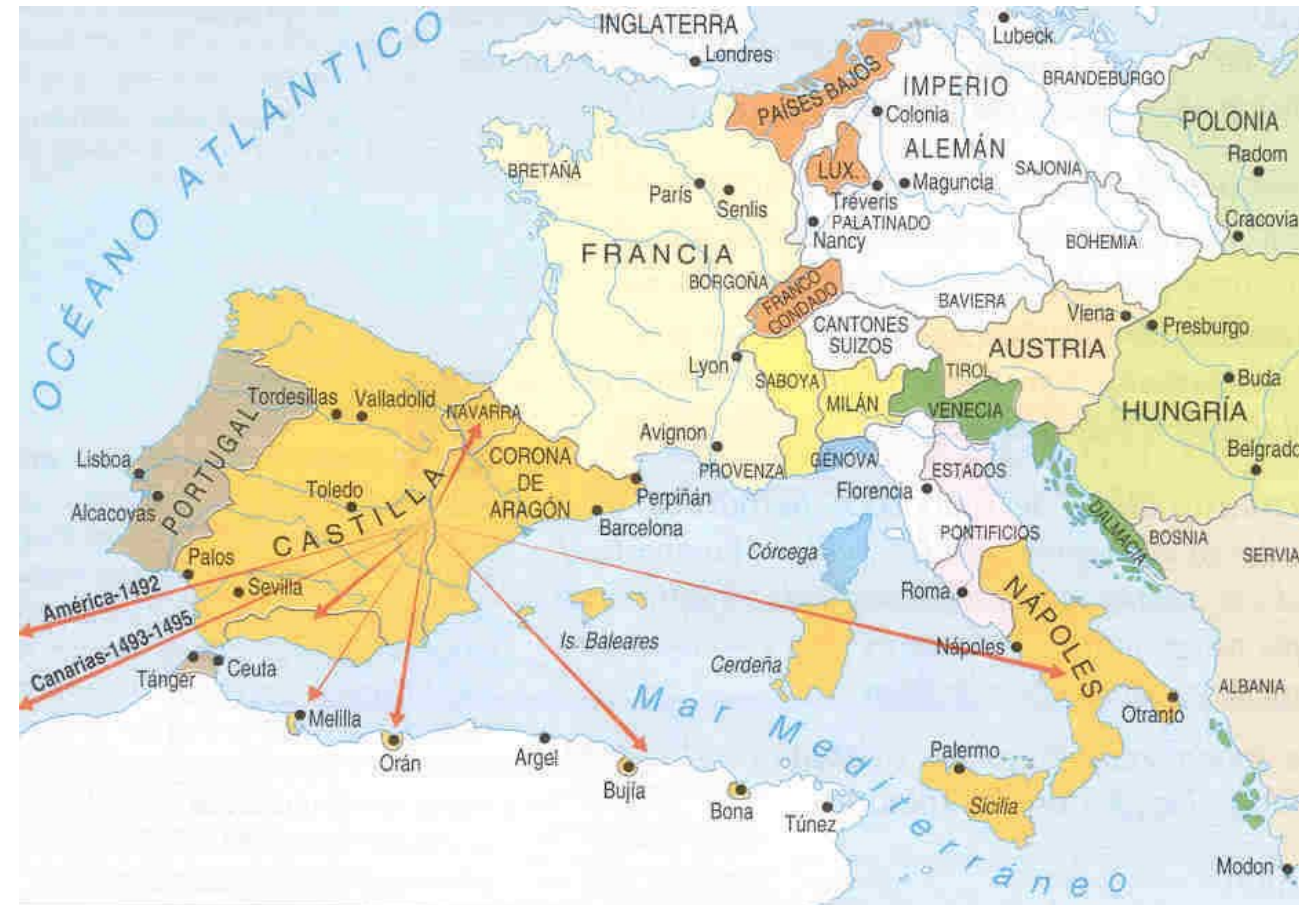 INGLATERRA
Londres
Lubeck
OCÉANO ATLÁNTICO
PAÍSES BAJOS
IMPERIO
ALEMÁN
BRANDEBURGO
Colonia
POLONIA
Radom
BRETAÑA
París
Senlis
LUX.
Tréveris
Maguncia
SAJONIA
PALATINADO
Nancy
Cracovia
BOHEMIA
FRANCIA
BORGOÑA
FRANCO
CONDADO
BAVIERA
Viena
Presburgo
CANTONES
SUIZOS
AUSTRIA
TIROL
Lyon
SABOYA
MILÁN
VENECIA
Buda
HUNGRÍA
Belgrado
Tordesillas
Valladolid
NAVARRA
Avignon
PROVENZA
GÉNOVA
ESTADOS
PONTIFICIOS
Florencia
Lisboa
PORTUGAL
Alcacovas
Toledo
CASTILLA
CORONA
DE
ARAGÓN
Perpiñán
Barcelona
Córcega
DALMACIA
BOSNIA
SERVIA
Palos
Sevilla
Roma
NÁPOLES
América-1492
Canarias-1493-1495
Is. Baleares
Cerdeña
Nápoles
Tánger
Ceuta
ALBANIA
Otranto
Melilla
Mar Mediterráneo
Orán
Argel
Bujía
Bona
Túnez
Palermo
Sicilia
Modon